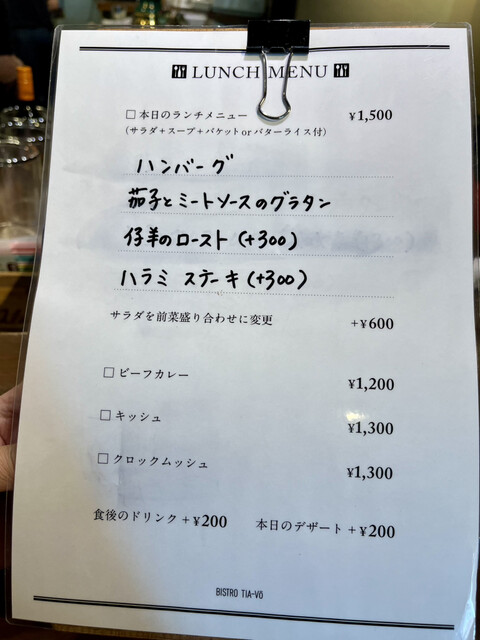 LUNCH MENU
□ 本日のランチメニュー ¥1,500
(サラダ+スープ+バケット or バターライス付)
ハンバーグ
茄子とミートソースのグラタン
仔羊のロースト (+300)
ハラミ ステーキ (+300)
サラダを前菜盛り合わせに変更 +¥600
□ ビーフカレー ¥1,200
□ キッシュ ¥1,300
□ クロックムッシュ ¥1,300
食後のドリンク +¥200 本日のデザート +¥200
BISTRO TIA-VÖ